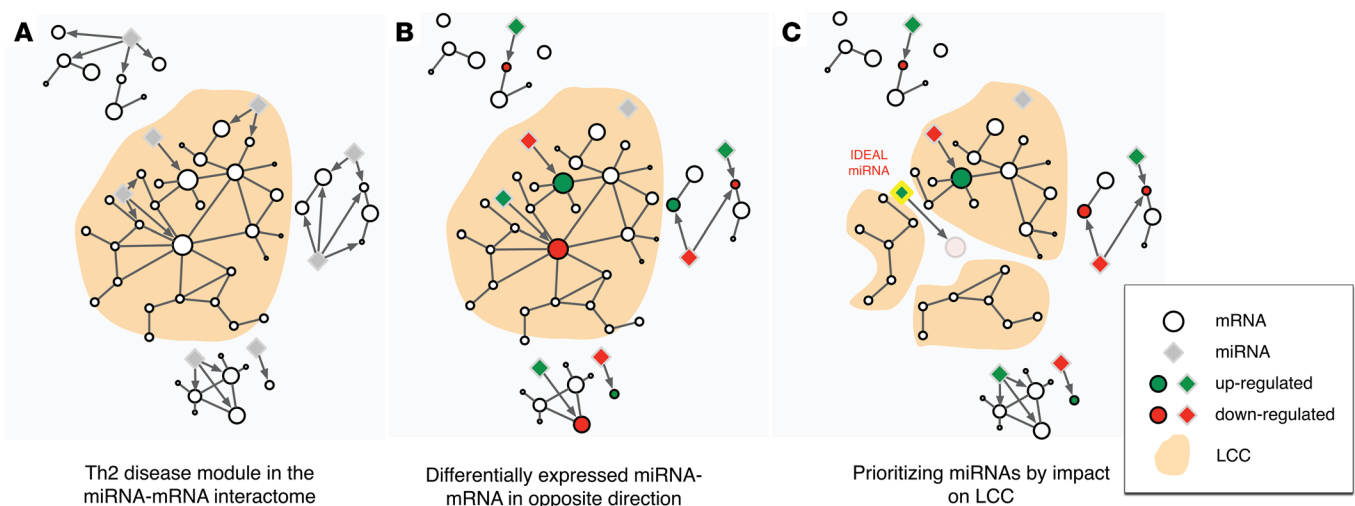 A
B
C
IDEAL
miRNA
mRNA
miRNA
up-regulated
down-regulated
LCC
Th2 disease module in the
miRNA-mRNA interactome
Differentially expressed miRNA-
mRNA in opposite direction
Prioritizing miRNAs by impact
on LCC